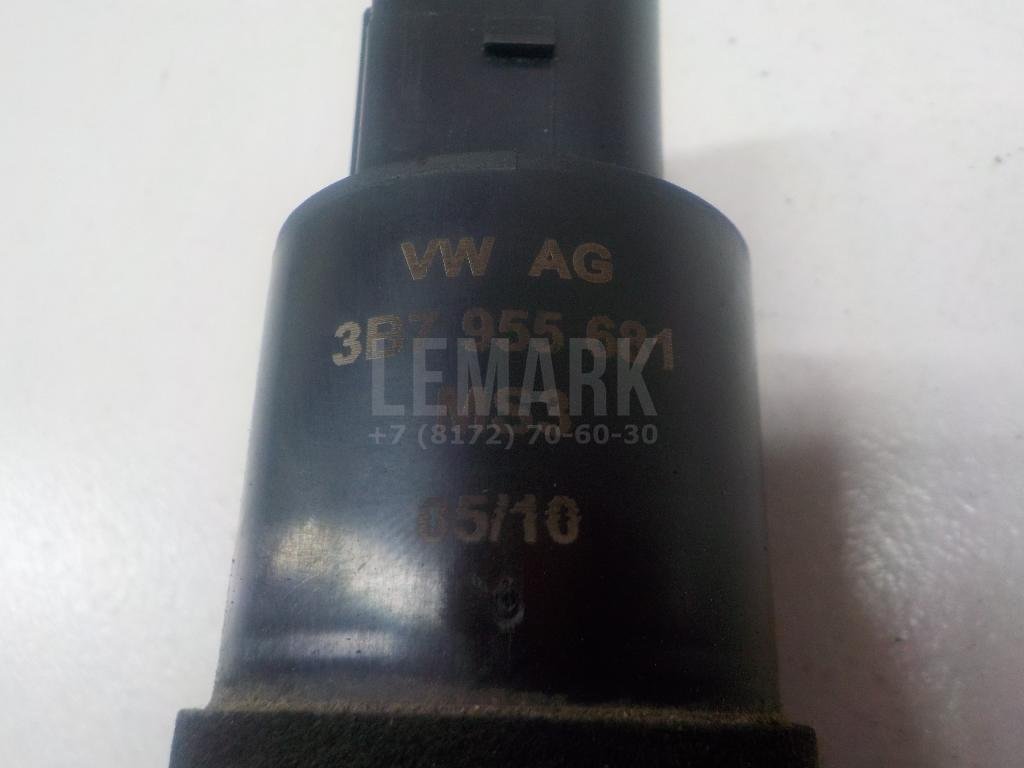 VW AG
3B7 955 681
LEMARK
+7 (8172) 70-60-30
05/10